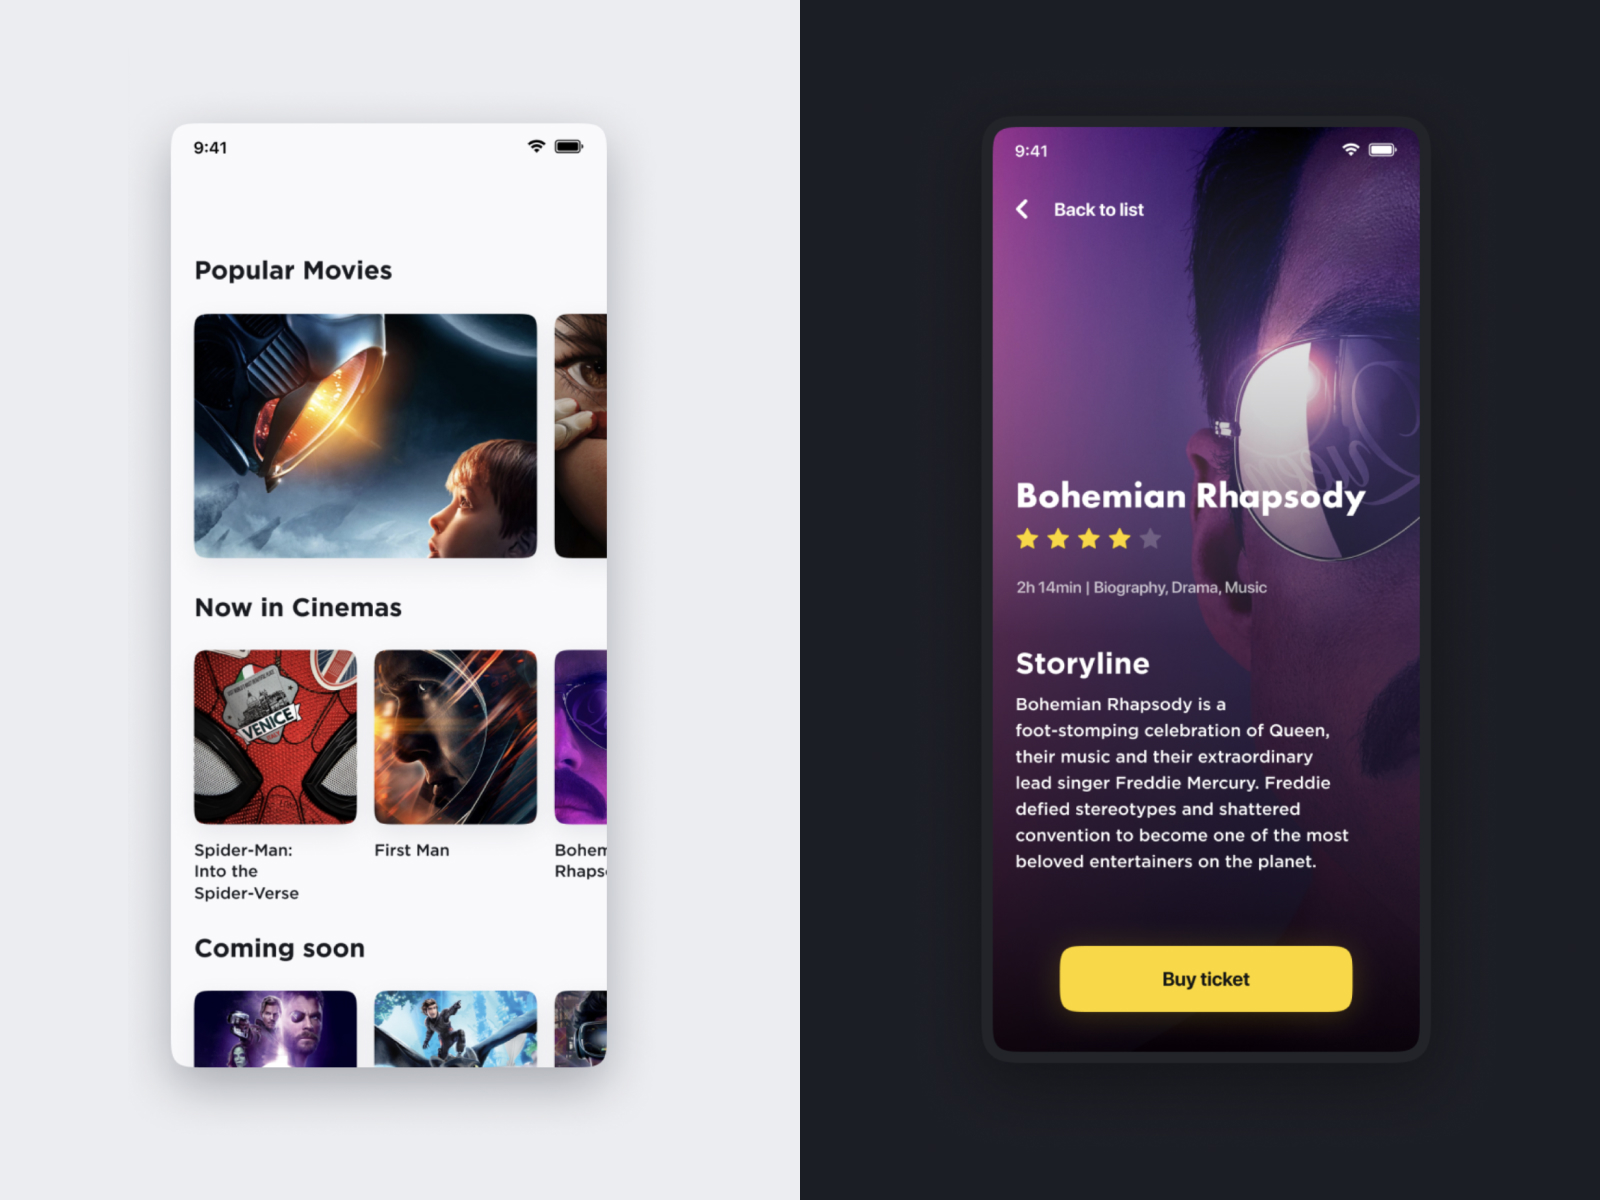 9:41
Popular Movies
Now in Cinemas
VENICE
Spider-Man:
Into the
Spider-Verse
First Man
Bohem
Rhaps
Coming soon
9:41
Back to list
Bohemian Rhapsody
2h 14min | Biography, Drama, Music
Storyline
Bohemian Rhapsody is a
foot-stomping celebration of Queen,
their music and their extraordinary
lead singer Freddie Mercury. Freddie
defied stereotypes and shattered
convention to become one of the most
beloved entertainers on the planet.
Buy ticket